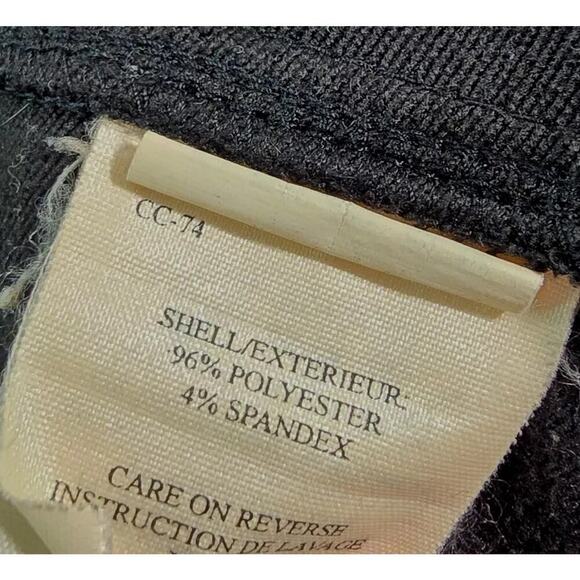 CC-74
SHELL/EXTERIEUR:
96% POLYESTER
4% SPANDEX
CARE ON REVERSE
INSTRUCTION DE LAVAGE